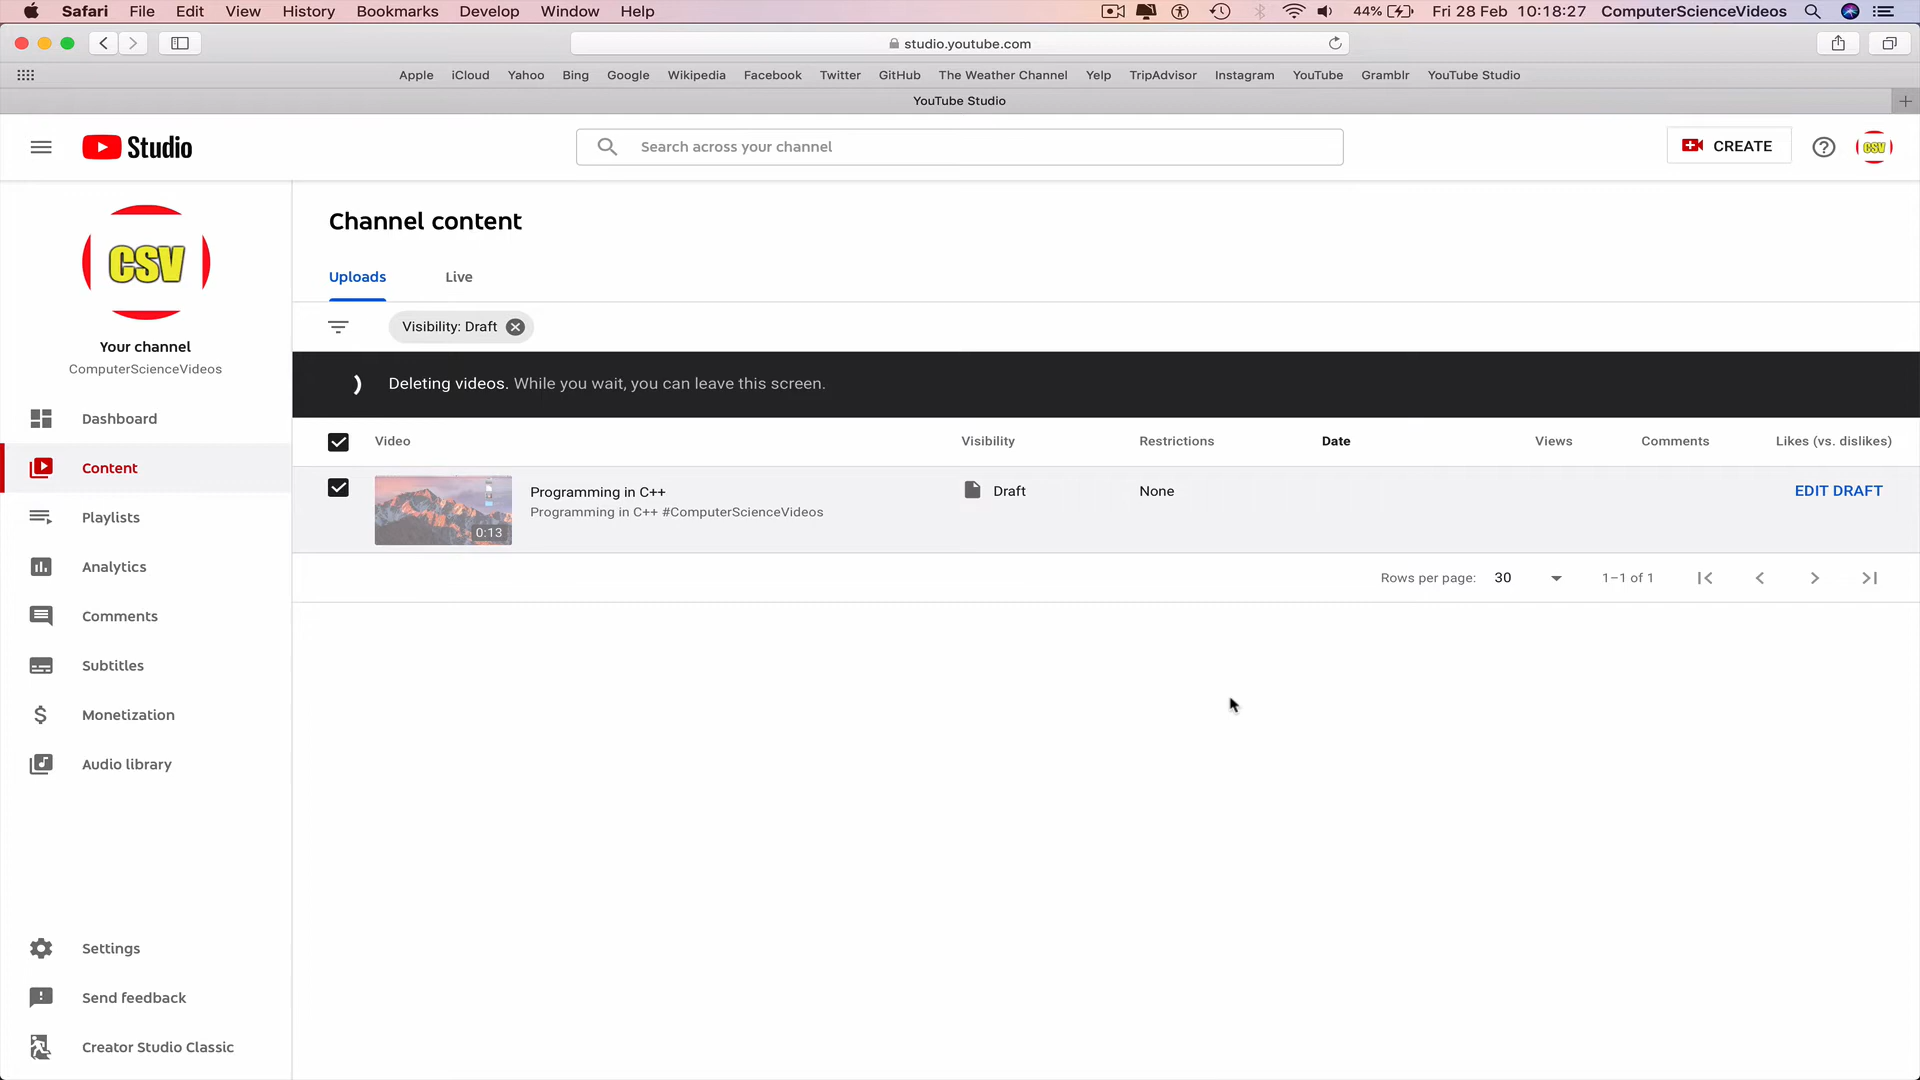 Safari File Edit View History Bookmarks Develop Window Help 44% Fri 28 Feb 10:18:27 ComputerScienceVideos
studio.youtube.com
Apple iCloud Yahoo Bing Google Wikipedia Facebook Twitter GitHub The Weather Channel Yelp TripAdvisor Instagram YouTube Gramblr YouTube Studio
YouTube Studio
Studio
Search across your channel
CREATE
CSV
CSV
Your channel
ComputerScienceVideos
Dashboard
Content
Playlists
Analytics
Comments
Subtitles
Monetization
Audio library
Settings
Send feedback
Creator Studio Classic
Channel content
Uploads Live
Visibility: Draft
Deleting videos. While you wait, you can leave this screen.
Video Visibility Restrictions Date Views Comments Likes (vs. dislikes)
0:13
Programming in C++ Draft None EDIT DRAFT
Programming in C++ #ComputerScienceVideos
Rows per page: 30 1–1 of 1